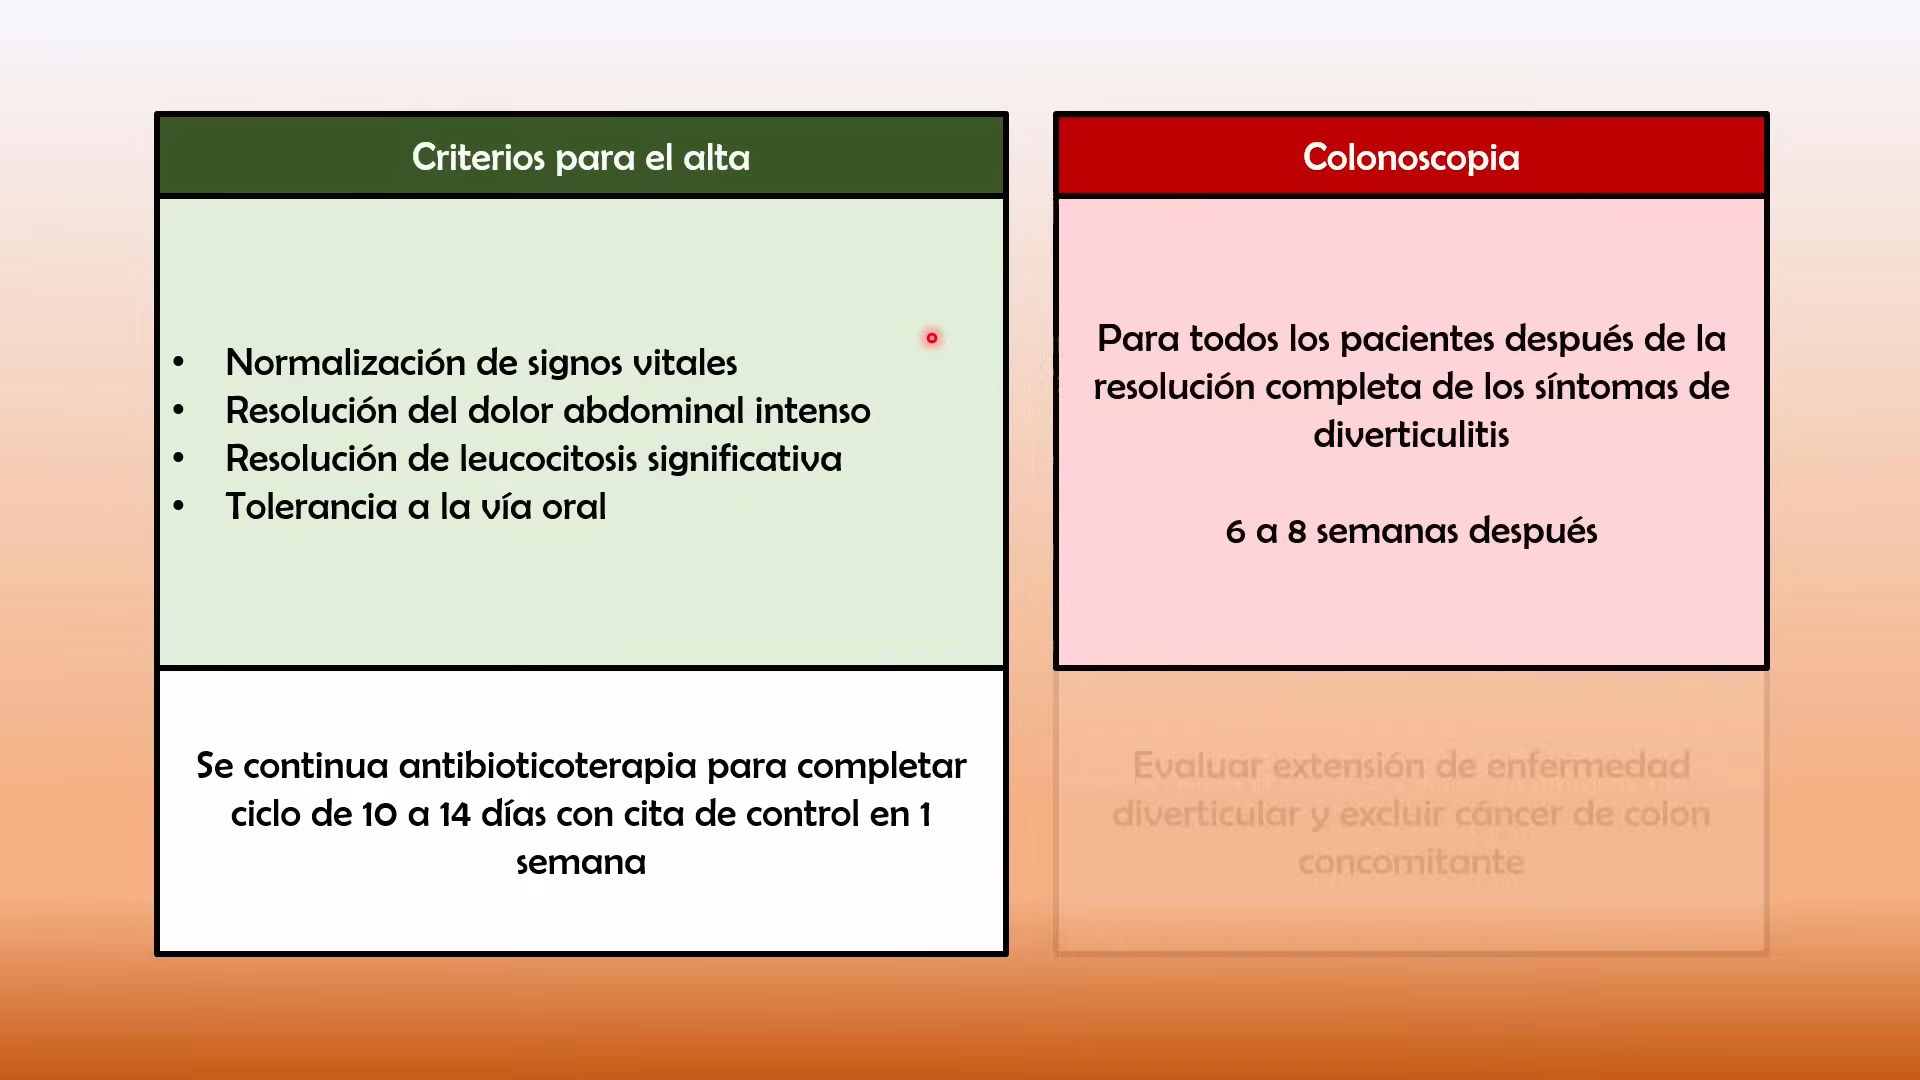 Criterios para el alta
• Normalización de signos vitales
• Resolución del dolor abdominal intenso
• Resolución de leucocitosis significativa
• Tolerancia a la vía oral
Se continua antibioticoterapia para completar
ciclo de 10 a 14 días con cita de control en 1
semana
Colonoscopia
Para todos los pacientes después de la
resolución completa de los síntomas de
diverticulitis
6 a 8 semanas después
Evaluar extensión de enfermedad
diverticular y excluir cáncer de colon
concomitante